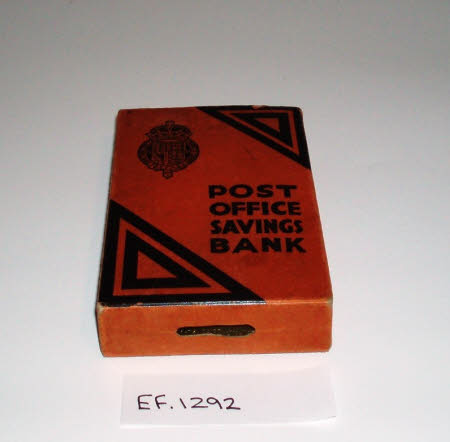 POST
OFFICE
SAVINGS
BANK
EF.1292